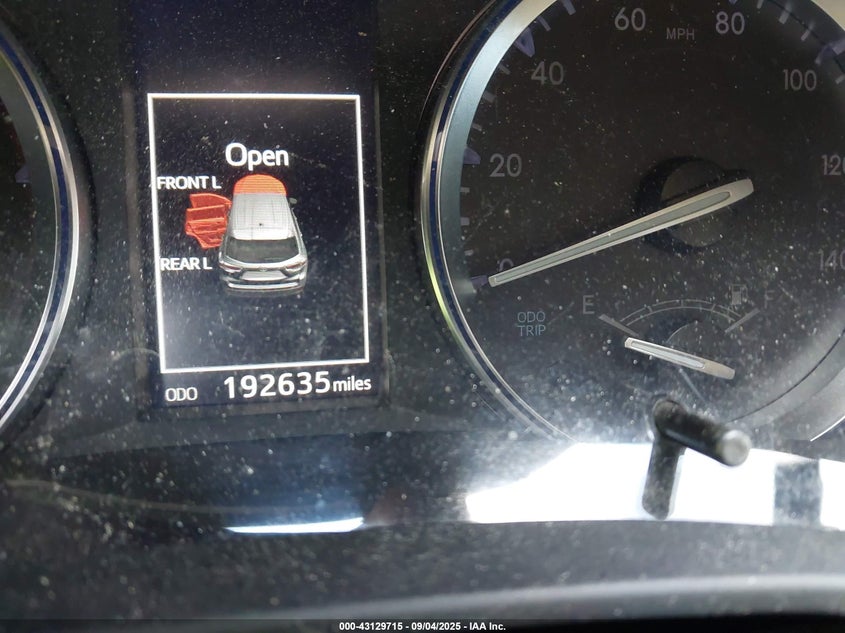 60
80
MPH
40
100
Open
FRONT L
20
120
REAR L
0
140
E
F
ODO
TRIP
ODO 192635 miles
000-43129715 - 09/04/2025 - IAA Inc.